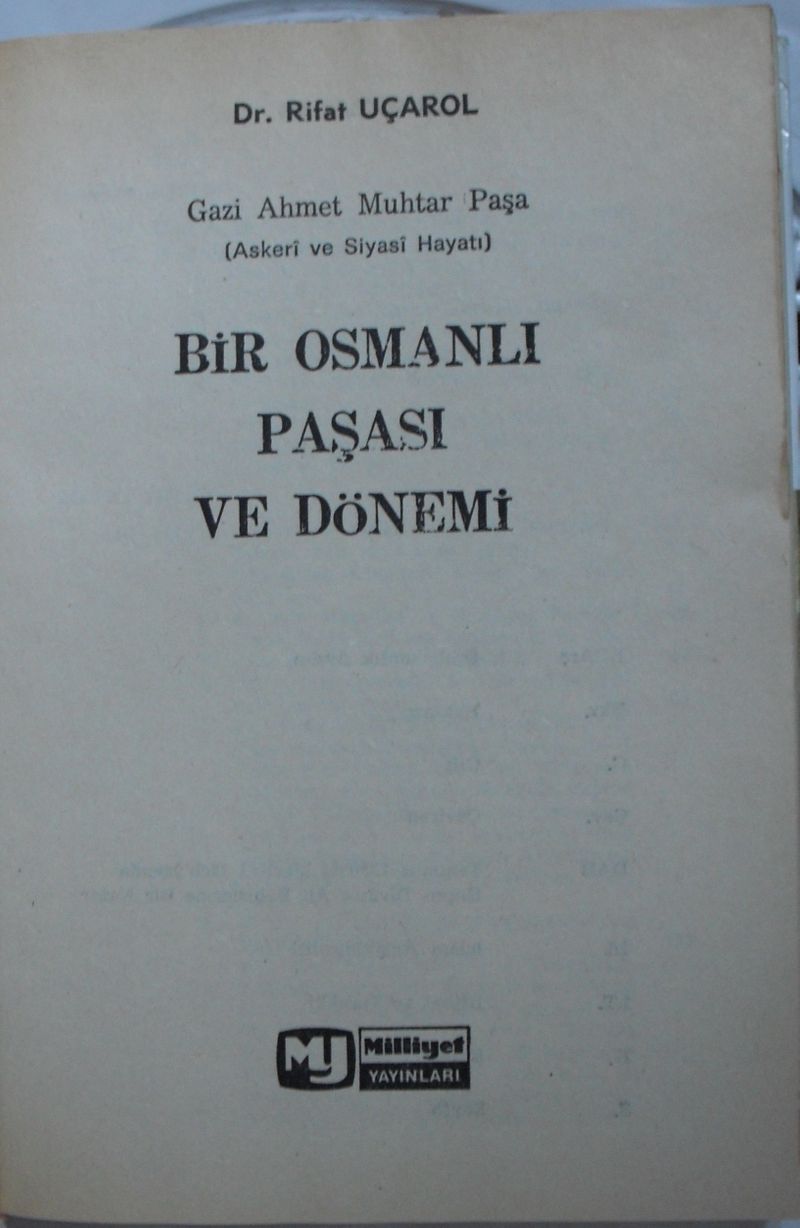 Dr. Rifat UÇAROL
Gazi Ahmet Muhtar Paşa
(Askerî ve Siyasî Hayatı)
BİR OSMANLI
PAŞASI
VE DÖNEMİ
MY Milliyet
YAYINLARI